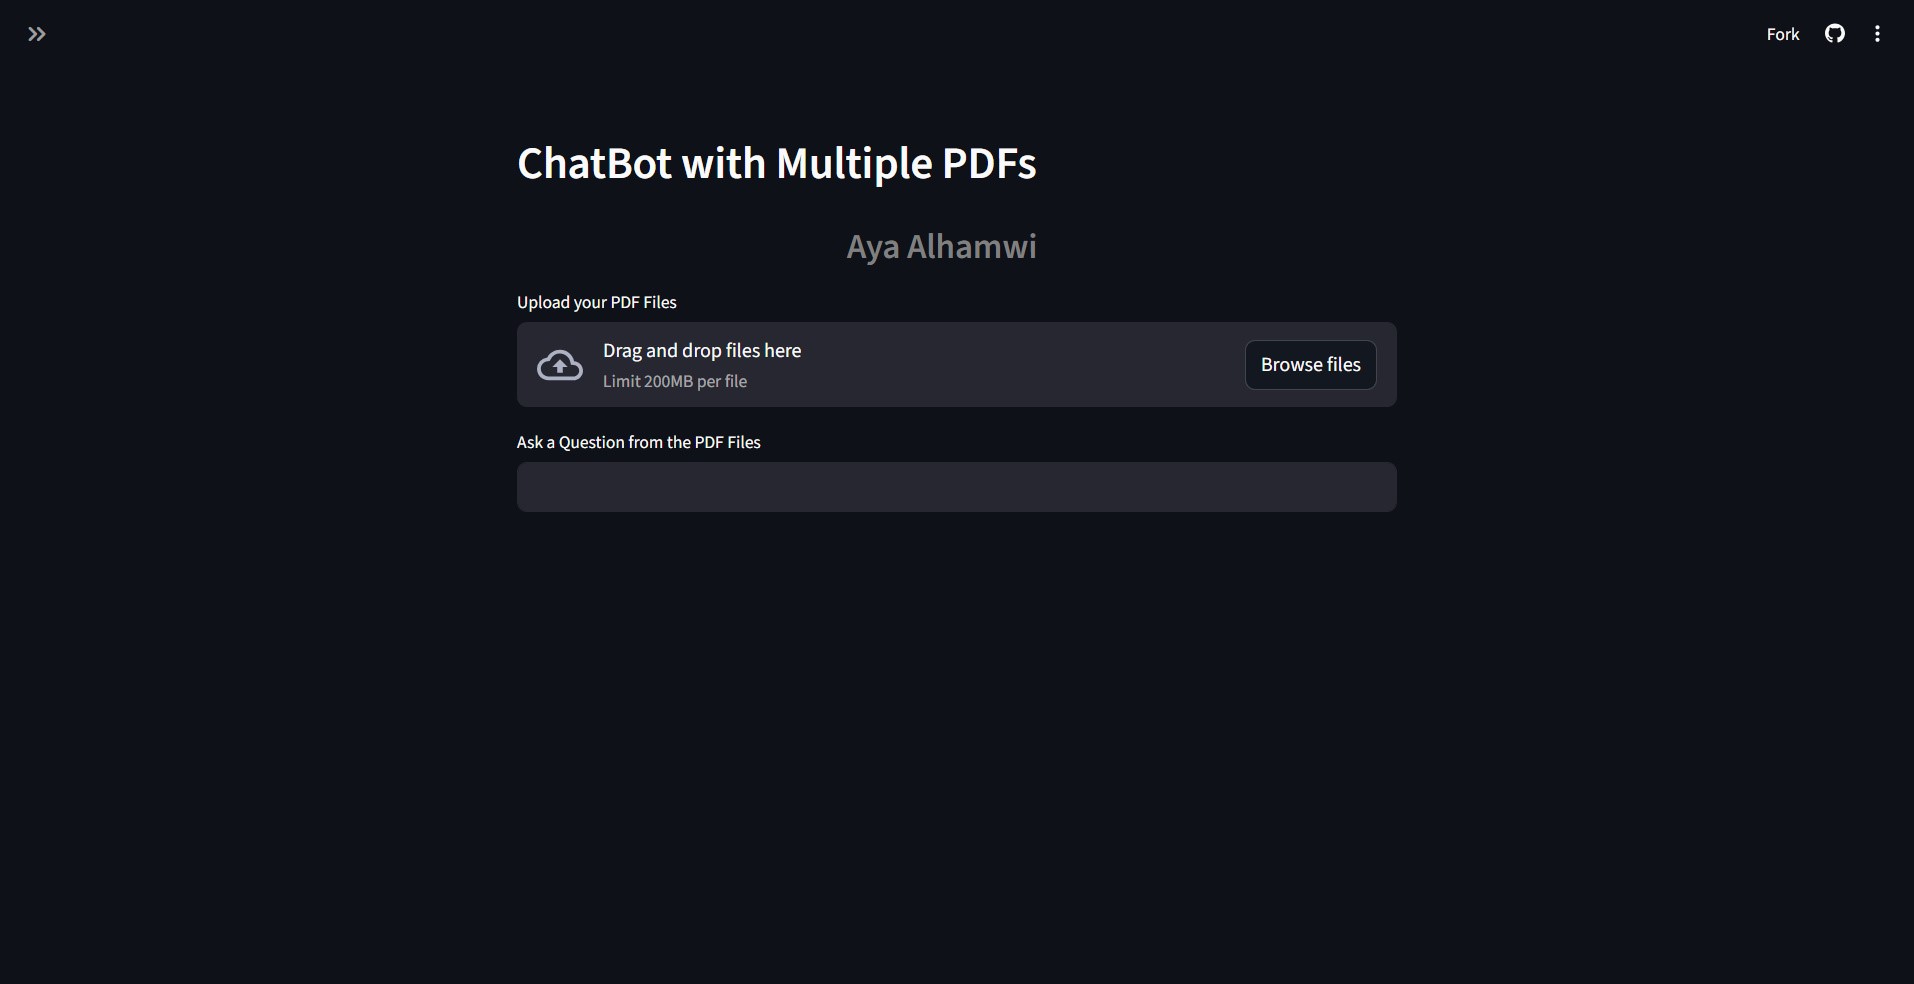 Fork
ChatBot with Multiple PDFs
Aya Alhamwi
Upload your PDF Files
Drag and drop files here
Limit 200MB per file
Browse files
Ask a Question from the PDF Files